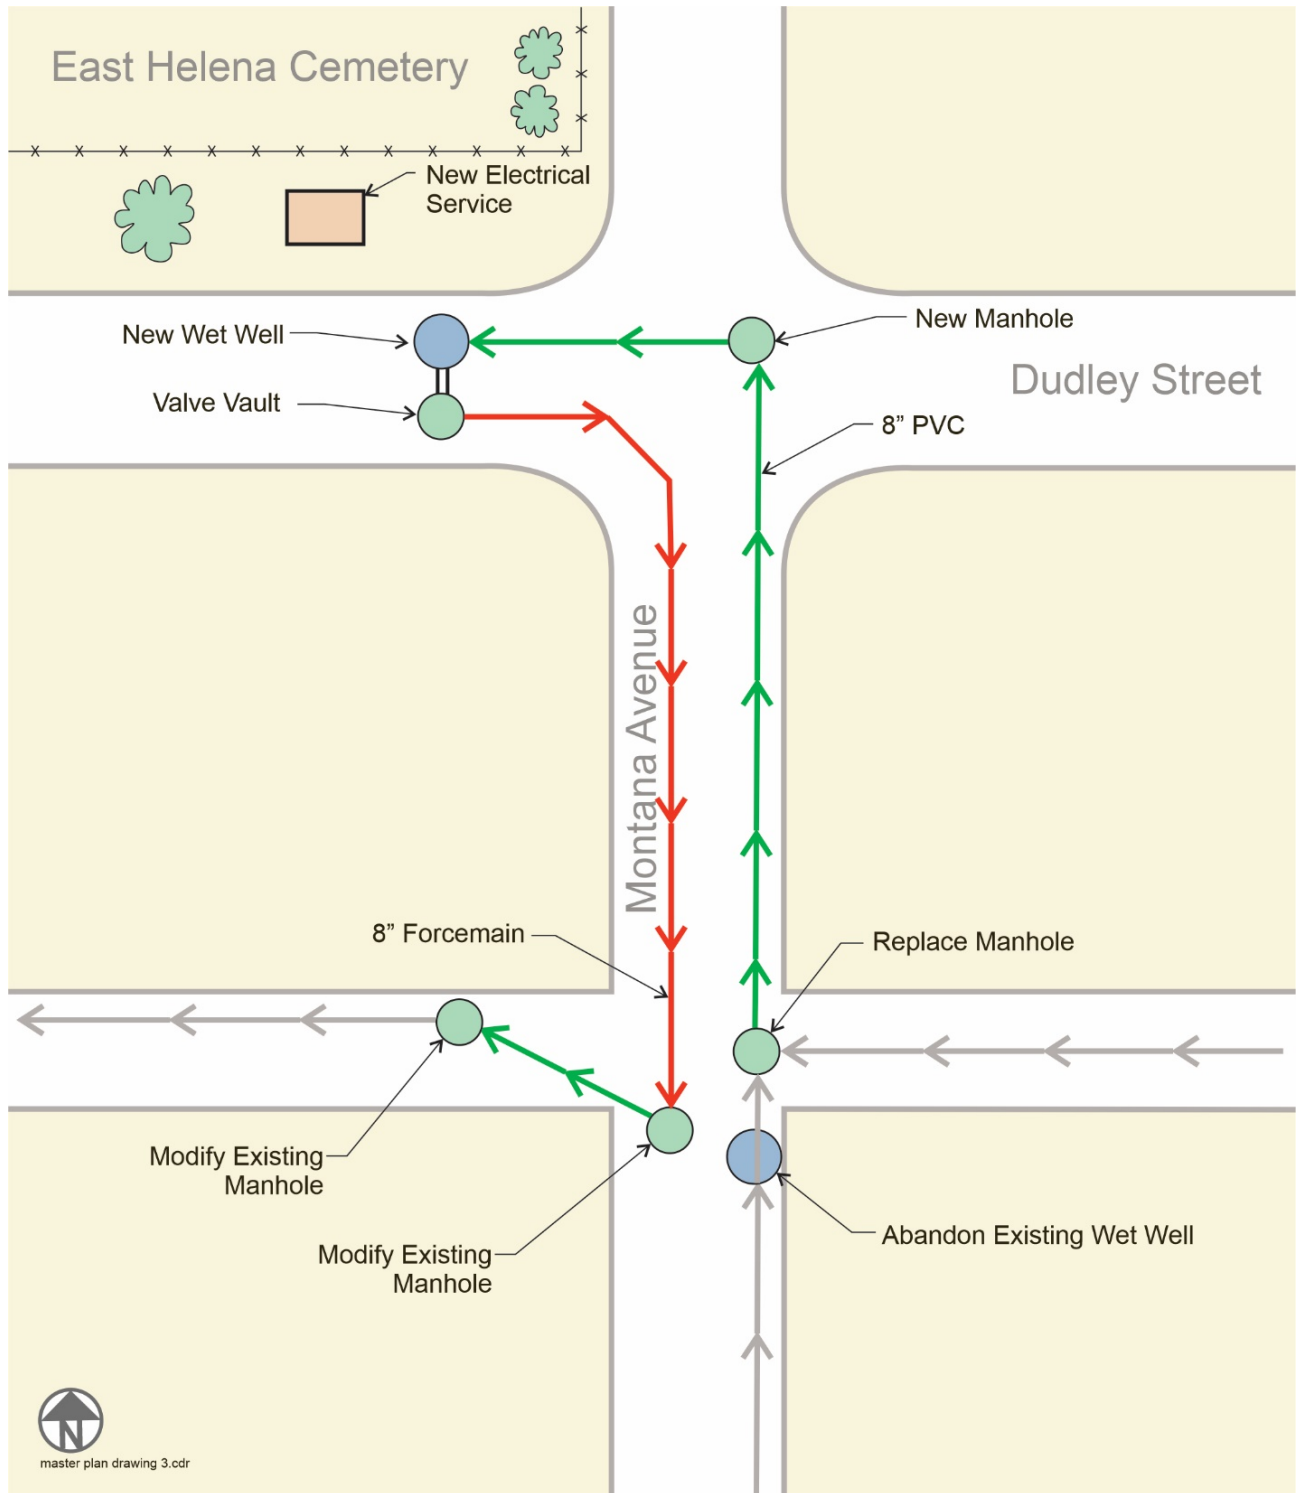 East Helena Cemetery
New Electrical
Service
New Wet Well
New Manhole
Dudley Street
Valve Vault
8” PVC
Montana Avenue
8” Forcemain
Replace Manhole
Modify Existing
Manhole
Abandon Existing Wet Well
Modify Existing
Manhole
N
master plan drawing 3.cdr